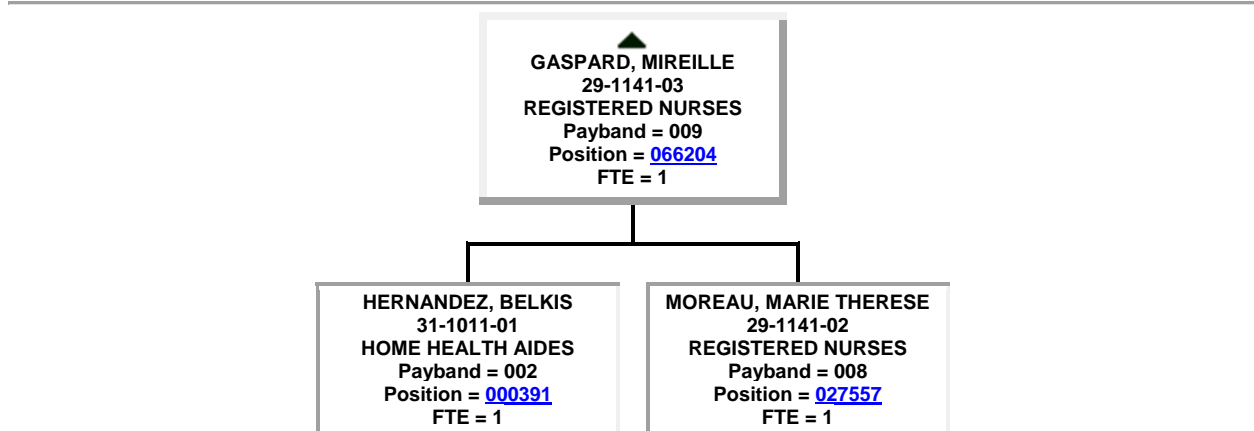 GASPARD, MIREILLE
29-1141-03
REGISTERED NURSES
Payband = 009
Position = 066204
FTE = 1
HERNANDEZ, BELKIS
31-1011-01
HOME HEALTH AIDES
Payband = 002
Position = 000391
FTE = 1
MOREAU, MARIE THERESE
29-1141-02
REGISTERED NURSES
Payband = 008
Position = 027557
FTE = 1